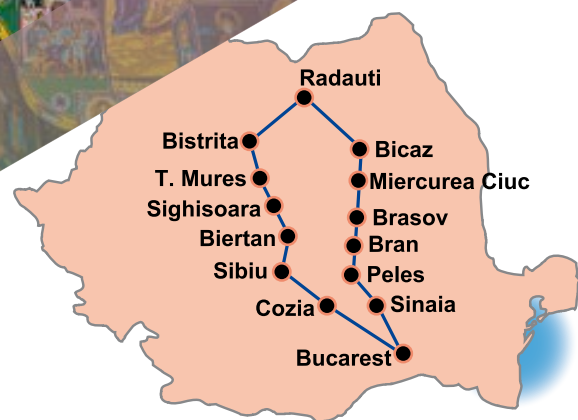 Radauti
Bistrita
Bicaz
T. Mures
Miercurea Ciuc
Sighisoara
Brasov
Biertan
Bran
Sibiu
Peles
Cozia
Sinaia
Bucarest